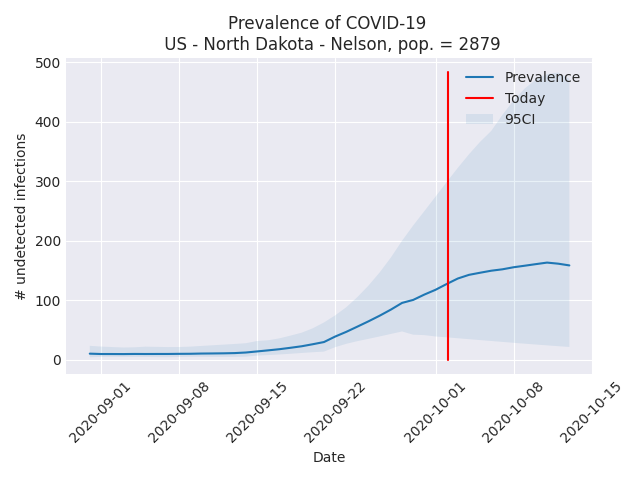 Prevalence of COVID-19
US - North Dakota - Nelson, pop. = 2879
500
400
300
200
100
0
# undetected infections
Prevalence
Today
95CI
2020-09-01
2020-09-08
2020-09-15
2020-09-22
2020-10-01
2020-10-08
2020-10-15
Date